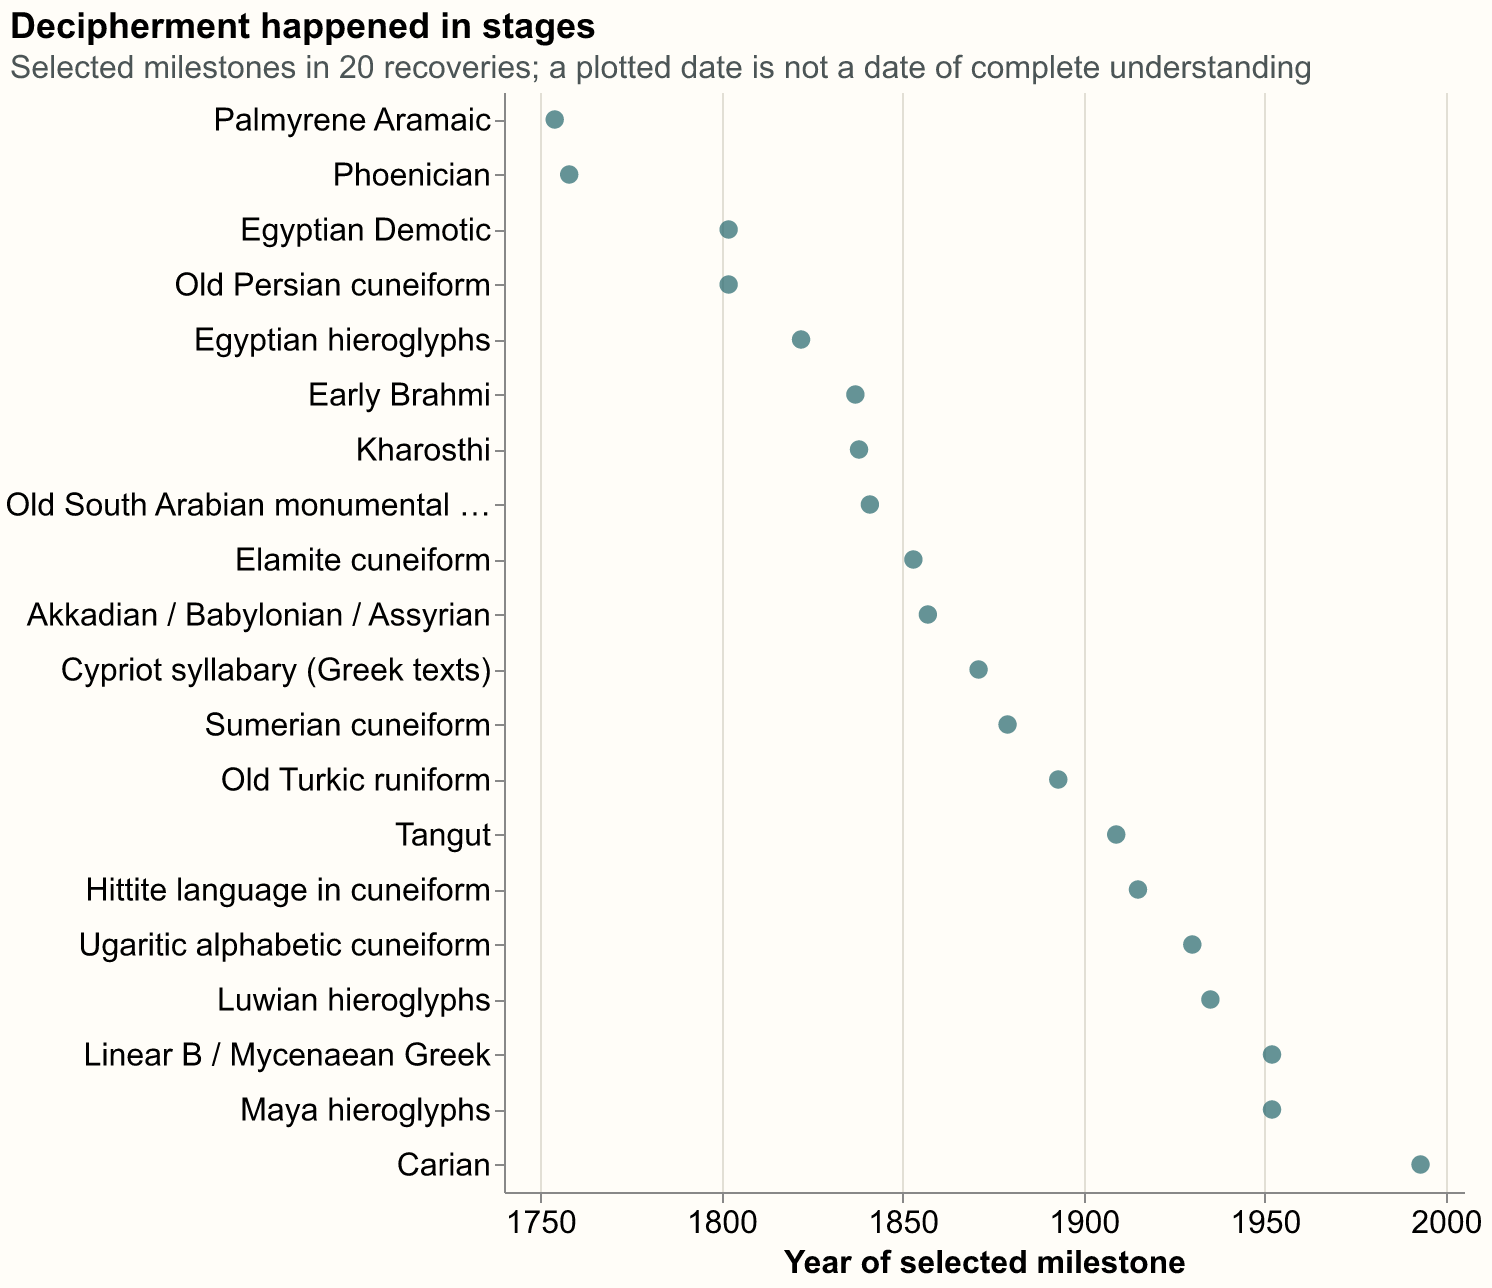 Decipherment happened in stages
Selected milestones in 20 recoveries; a plotted date is not a date of complete understanding
Palmyrene Aramaic
Phoenician
Egyptian Demotic
Old Persian cuneiform
Egyptian hieroglyphs
Early Brahmi
Kharosthi
Old South Arabian monumental …
Elamite cuneiform
Akkadian / Babylonian / Assyrian
Cypriot syllabary (Greek texts)
Sumerian cuneiform
Old Turkic runiform
Tangut
Hittite language in cuneiform
Ugaritic alphabetic cuneiform
Luwian hieroglyphs
Linear B / Mycenaean Greek
Maya hieroglyphs
Carian
1750 1800 1850 1900 1950 2000
Year of selected milestone